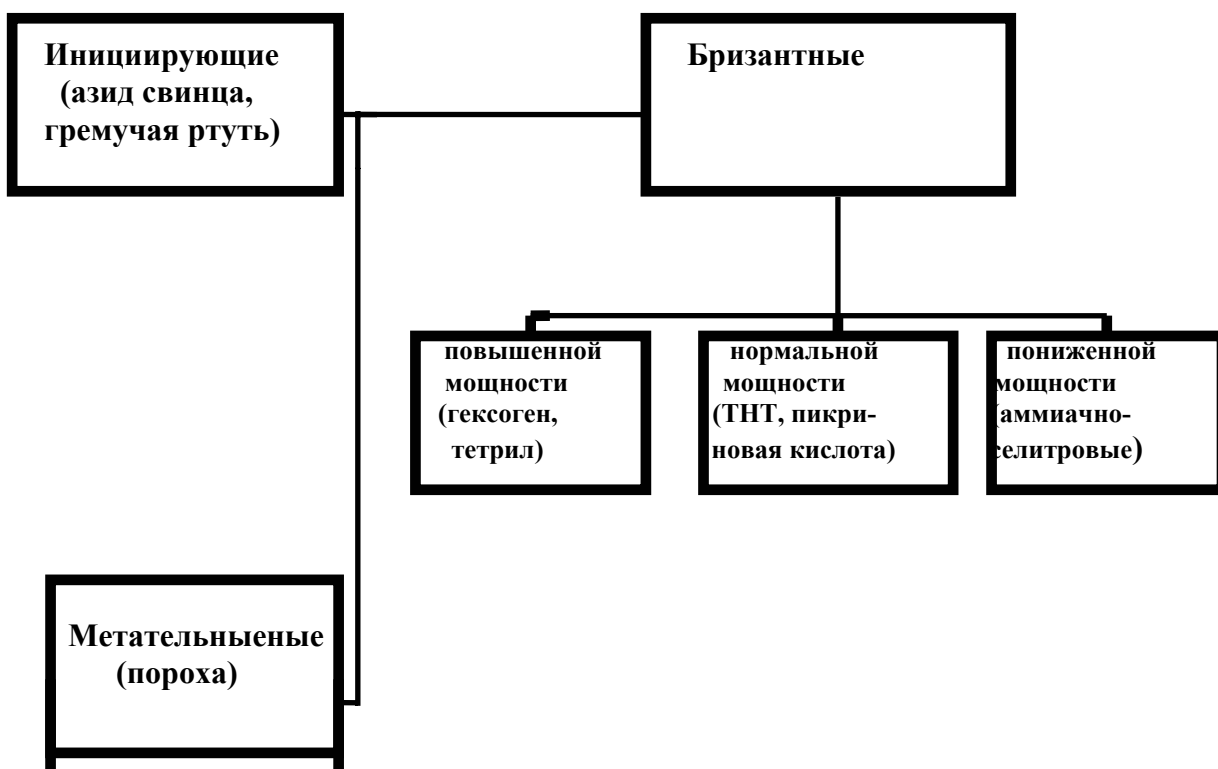 Инициирующие
(азид свинца,
гремучая ртуть)
Бризантные
повышенной
мощности
(гексоген,
тетрил)
нормальной
мощности
(ТНТ, пикри-
новая кислота)
пониженной
мощности
(аммиачно-
селитровые)
Метательныеные
(пороха)